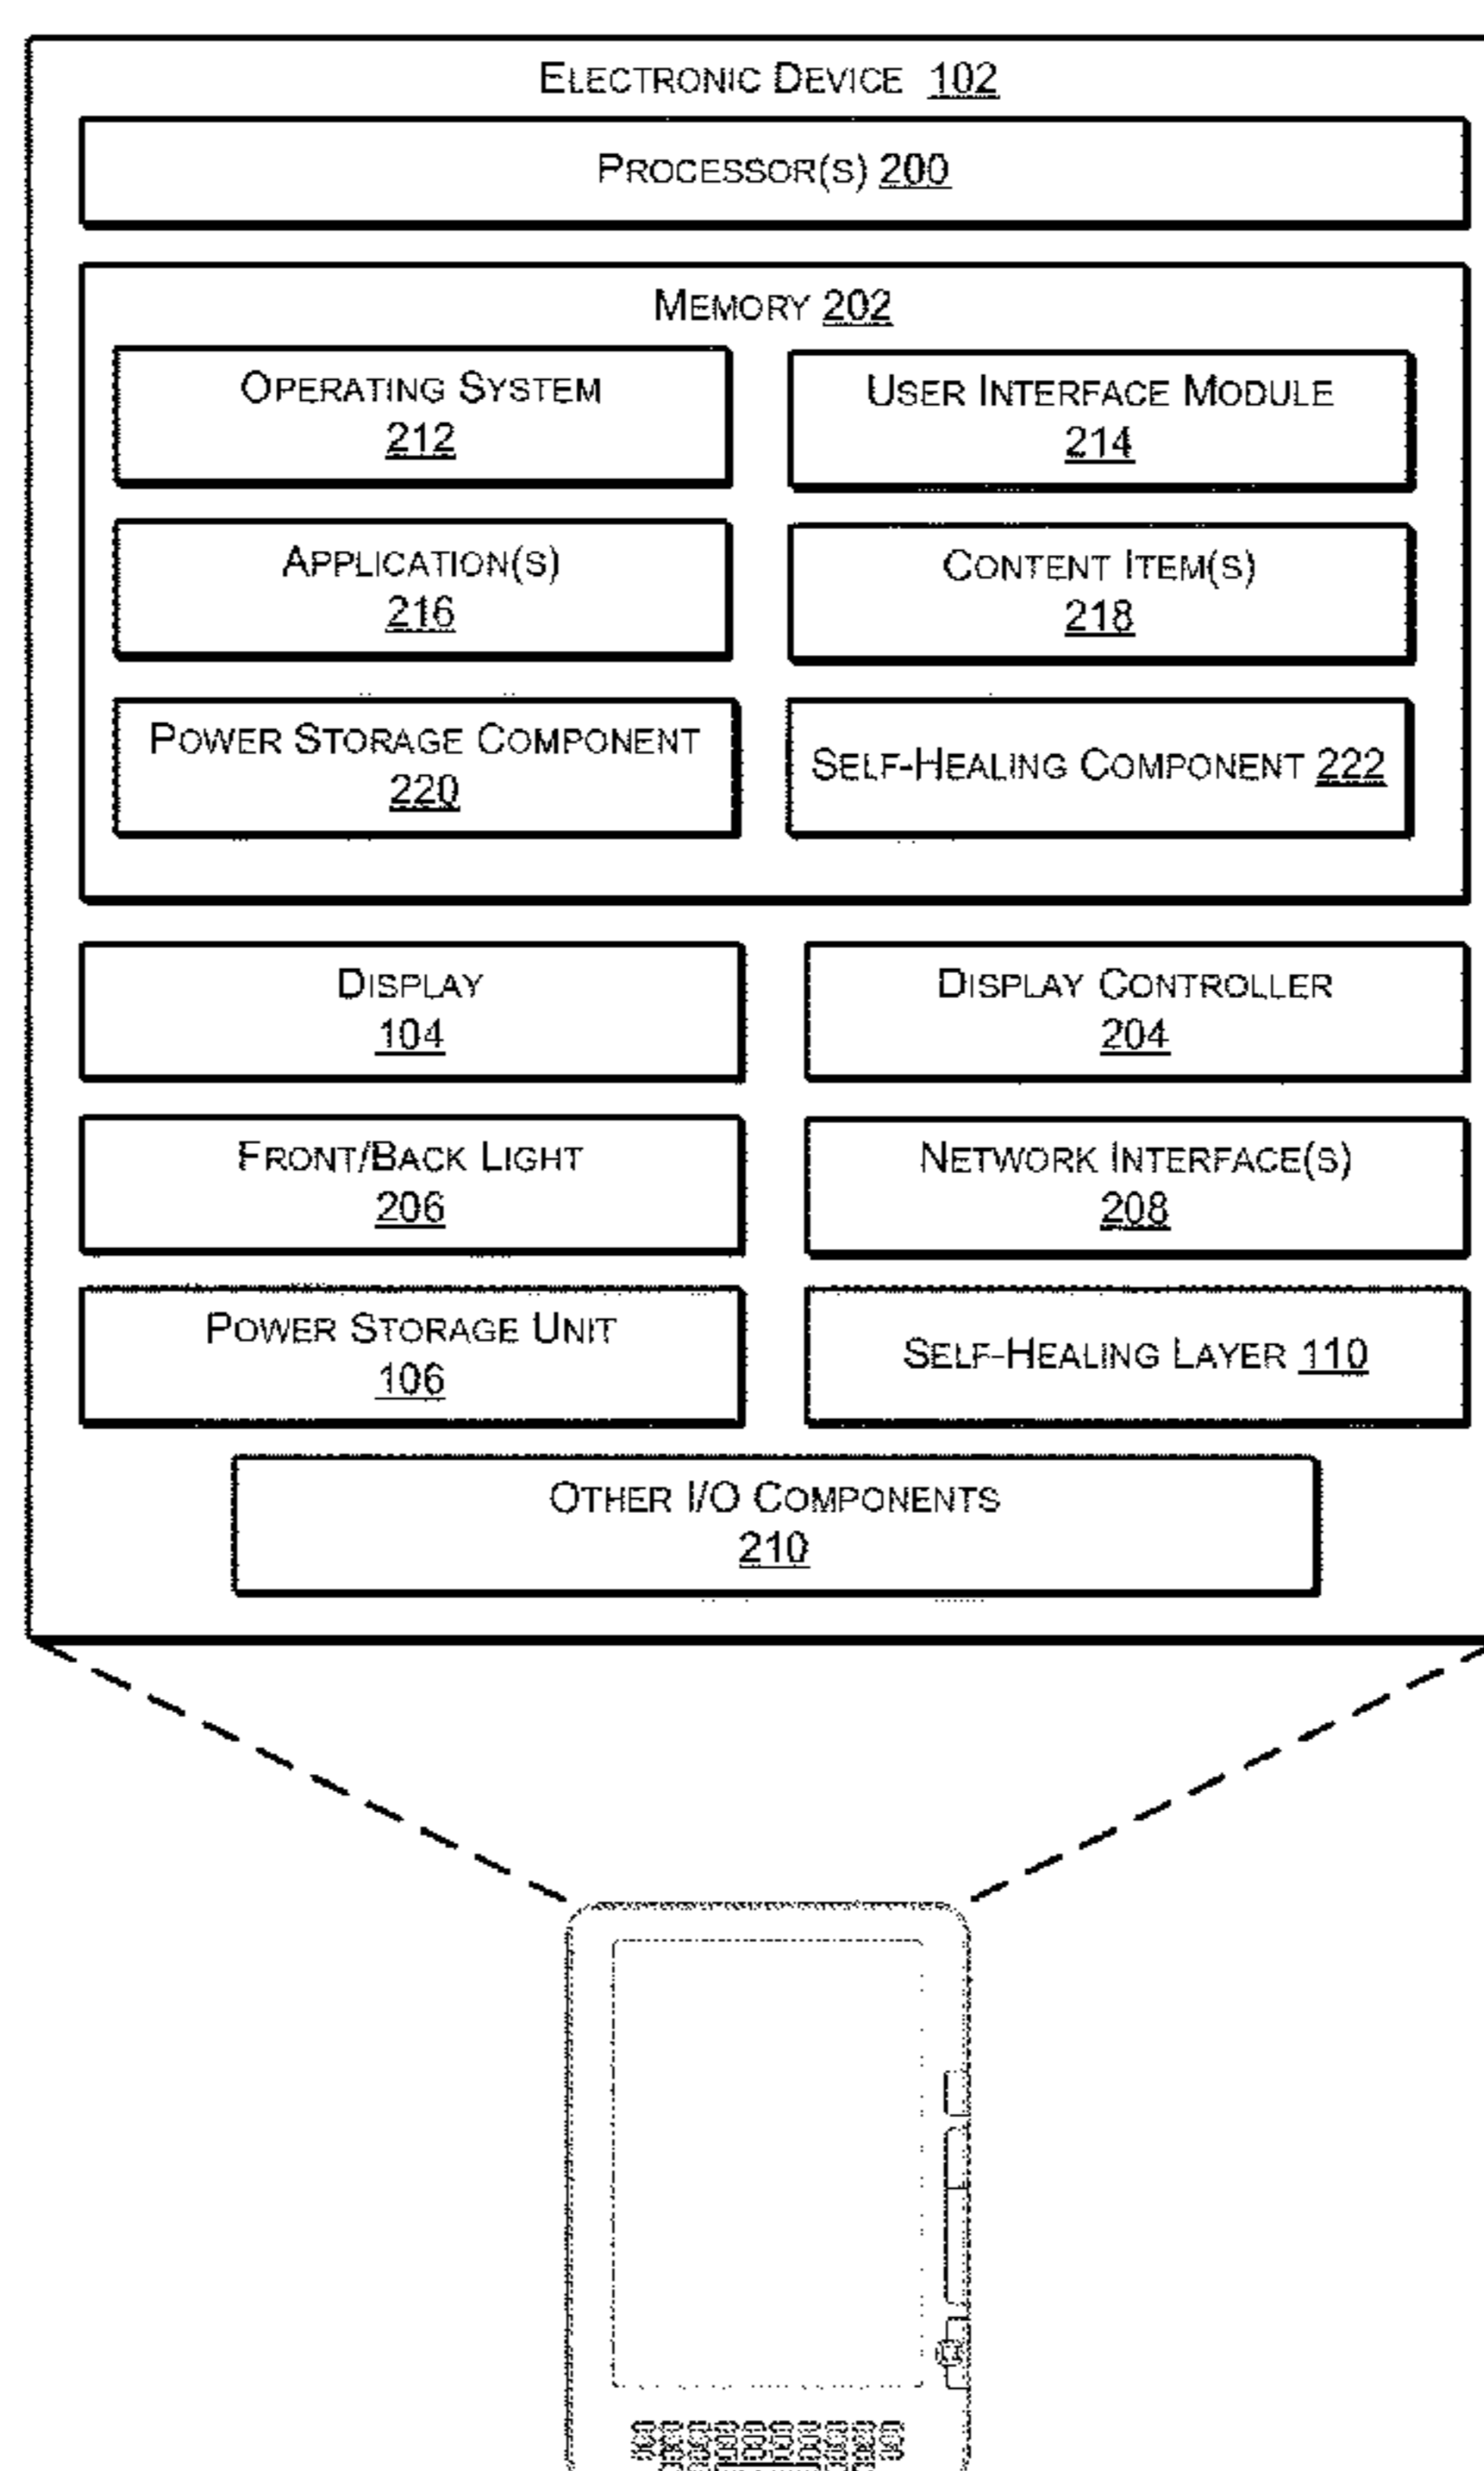 ELECTRONIC DEVICE 102
PROCESSOR(S) 200
MEMORY 202
OPERATING SYSTEM
212
USER INTERFACE MODULE
214
APPLICATION(S)
216
CONTENT ITEM(S)
218
POWER STORAGE COMPONENT
220
SELF-HEALING COMPONENT 222
DISPLAY
104
DISPLAY CONTROLLER
204
FRONT/BACK LIGHT
206
NETWORK INTERFACE(S)
208
POWER STORAGE UNIT
106
SELF-HEALING LAYER 110
OTHER I/O COMPONENTS
210